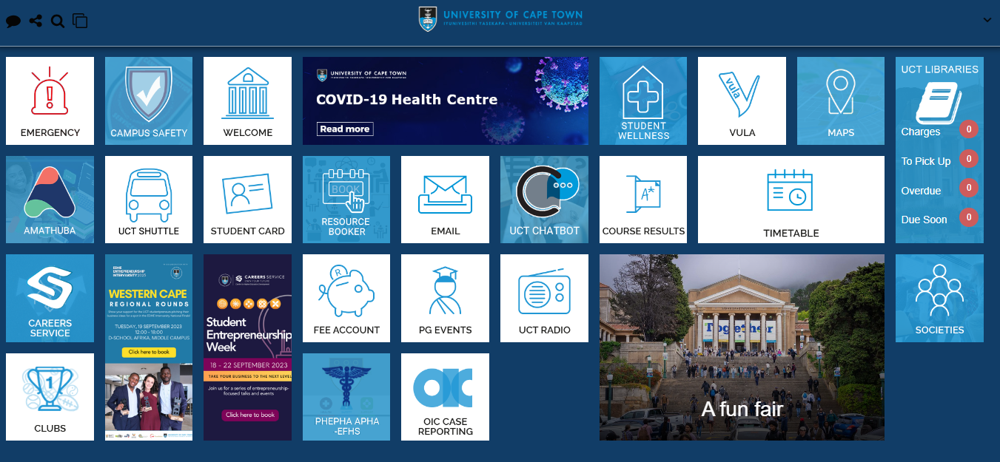 UNIVERSITY OF CAPE TOWN
IYUNIVESITHI YASEKAPA • UNIVERSITEIT VAN KAAPSTAD
EMERGENCY
CAMPUS SAFETY
WELCOME
UNIVERSITY OF CAPE TOWN
COVID-19 Health Centre
Read more
STUDENT
WELLNESS
vula
VULA
MAPS
UCT LIBRARIES
Charges 0
To Pick Up 0
Overdue 0
Due Soon 0
AMATHUBA
UCT SHUTTLE
STUDENT CARD
BOOK
RESOURCE
BOOKER
EMAIL
UCT CHATBOT
A+
COURSE RESULTS
TIMETABLE
CAREERS
SERVICE
EDHE
ENTREPRENEURSHIP
INTERVARSITY 2023
WESTERN CAPE
REGIONAL ROUNDS
TUESDAY, 19 SEPTEMBER 2023
12:00 - 18:00
D-SCHOOL AFRIKA, MIDDLE CAMPUS
Click here to book
CAREERS SERVICE
Student
Entrepreneurship
Week
18 - 22 SEPTEMBER 2023
TAKE YOUR BUSINESS TO THE NEXT LEVEL
Join us for a series of entrepreneurship-
focused talks and events
Click here to book
R
FEE ACCOUNT
PG EVENTS
UCT RADIO
Together
A fun fair
SOCIETIES
1
CLUBS
PHEPHA APHA
-EFHS
OIC
OIC CASE
REPORTING